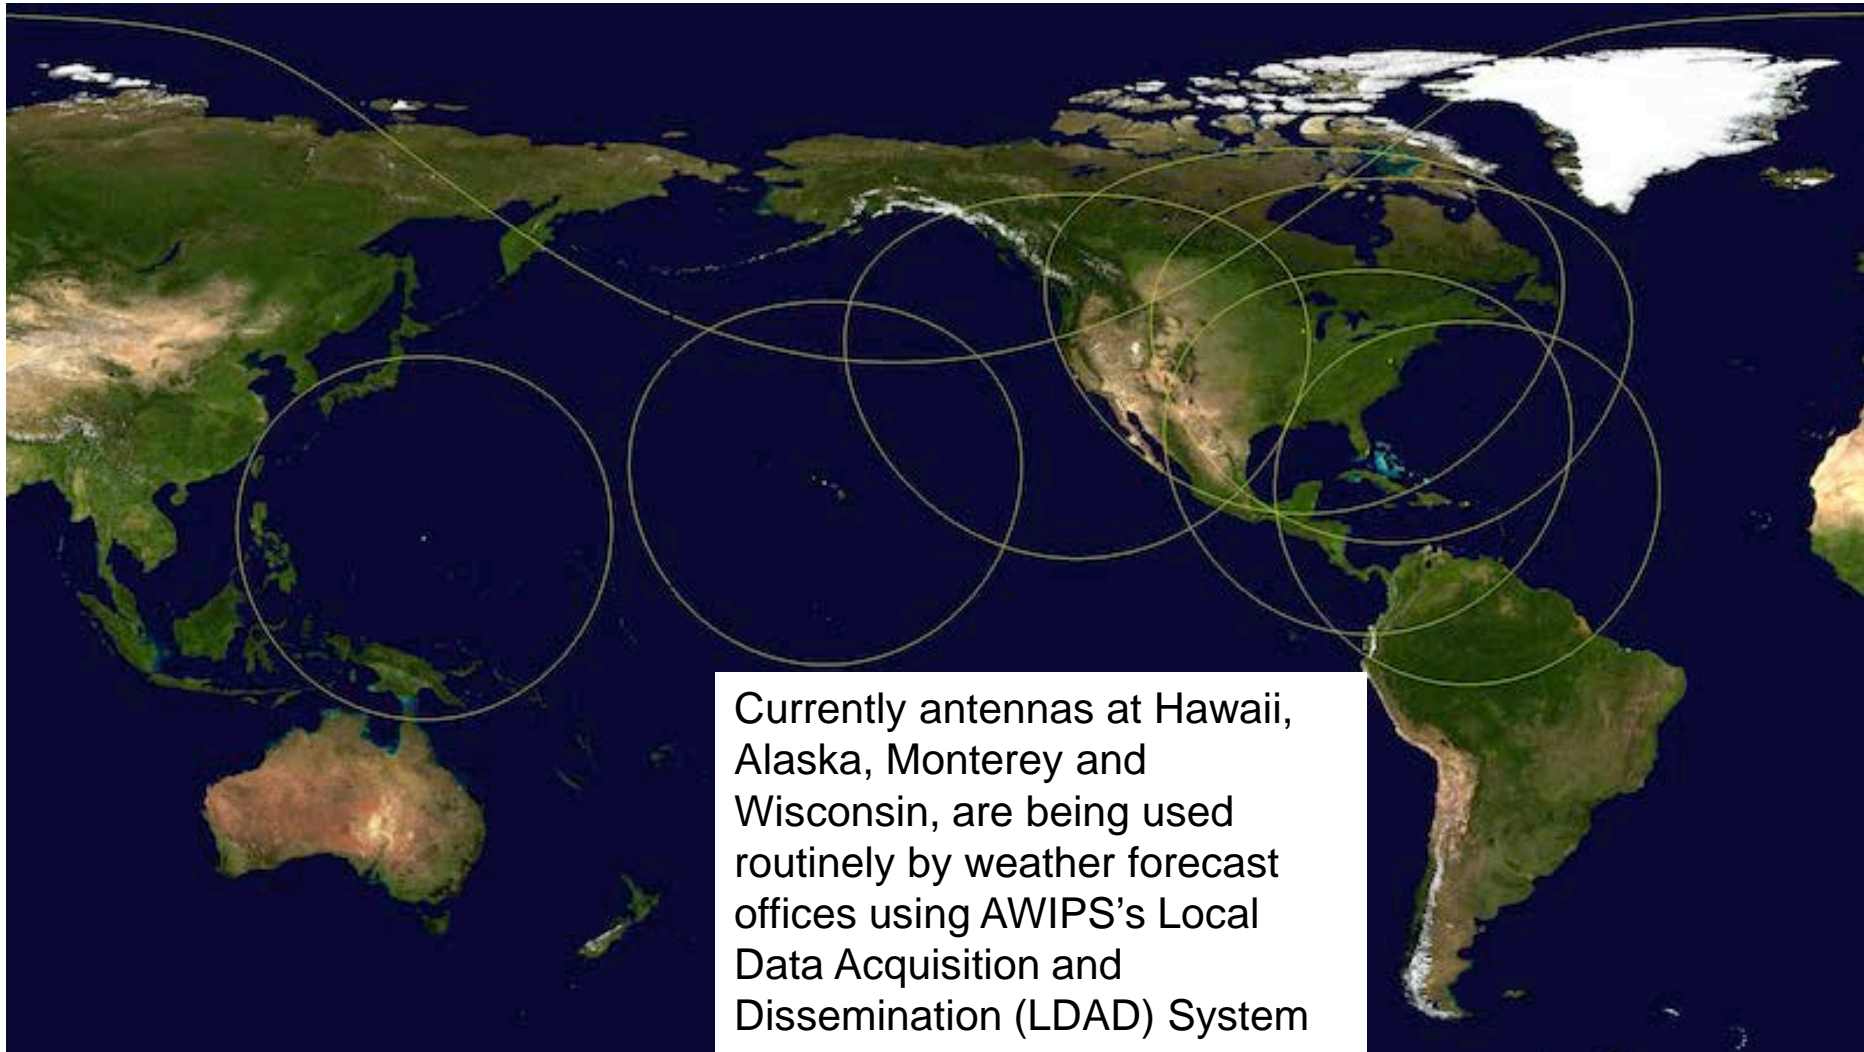 Currently antennas at Hawaii,
Alaska, Monterey and
Wisconsin, are being used
routinely by weather forecast
offices using AWIPS’s Local
Data Acquisition and
Dissemination (LDAD) System